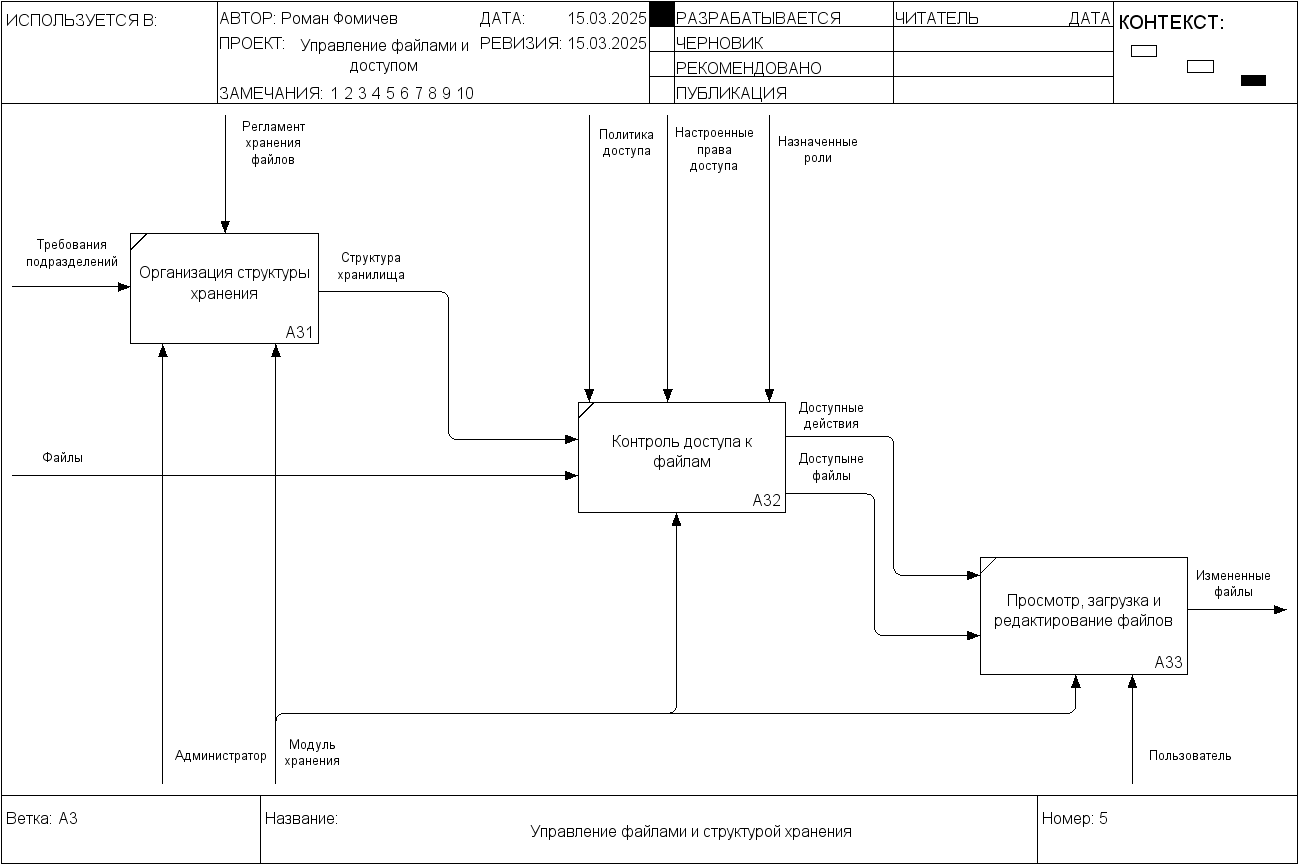 ИСПОЛЬЗУЕТСЯ В:
АВТОР: Роман Фомичев
ДАТА: 15.03.2025
ПРОЕКТ: Управление файлами и
доступом
РЕВИЗИЯ: 15.03.2025
ЗАМЕЧАНИЯ: 1 2 3 4 5 6 7 8 9 10
РАЗРАБАТЫВАЕТСЯ
ЧЕРНОВИК
РЕКОМЕНДОВАНО
ПУБЛИКАЦИЯ
ЧИТАТЕЛЬ
ДАТА
КОНТЕКСТ:
Регламент
хранения
файлов
Политика
доступа
Настроенные
права
доступа
Назначенные
роли
Требования
подразделений
Организация структуры
хранения
A31
Структура
хранилища
Файлы
Контроль доступа к
файлам
A32
Доступные
действия
Доступыне
файлы
Просмотр, загрузка и
редактирование файлов
A33
Измененные
файлы
Администратор
Модуль
хранения
Пользователь
Ветка: A3
Название:
Управление файлами и структурой хранения
Номер: 5